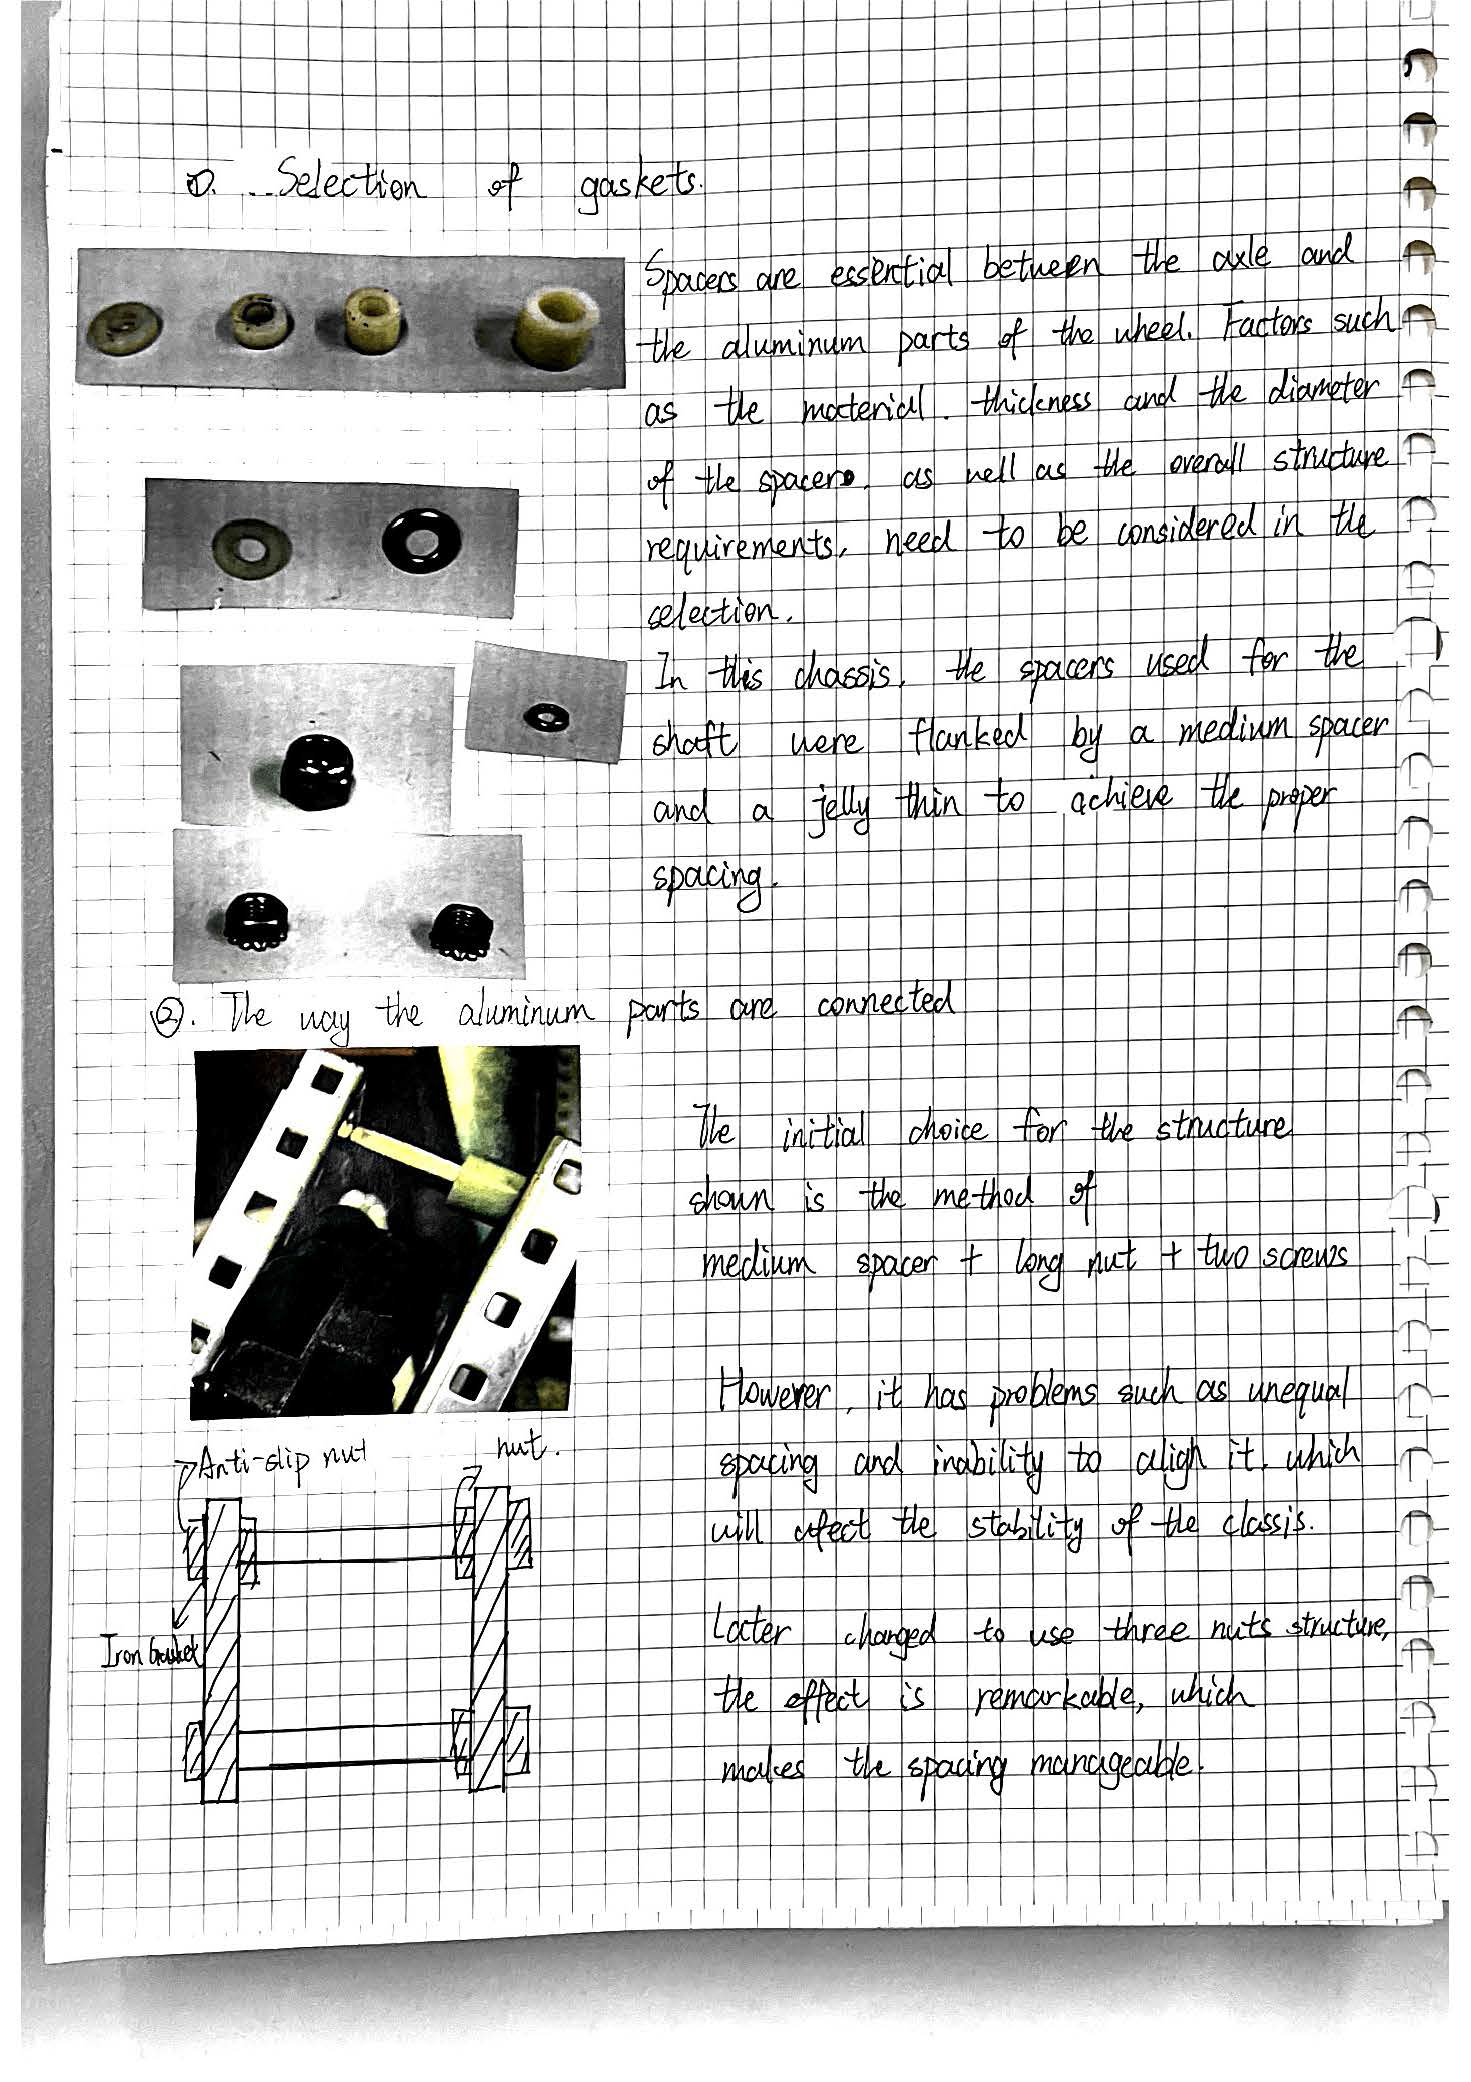 ①. Selection of gaskets.
Spacers are essential between the axle and
the aluminum parts of the wheel. Factors such
as the material. thickness and the diameter
of the spacers. as well as the overall structure
requirements, need to be considered in the
selection.
In this chassis, the spacers used for the
shaft were flanked by a medium spacer
and a jelly thin to achieve the proper
spacing.
②. The way the aluminum parts are connected
The initial choice for the structure
shown is the method of
medium spacer + long nut + two screws
However, it has problems such as unequal
spacing and inability to align it, which
will afect the stability of the classis.
Later changed to use three nuts structure,
the effect is remarkable, which
makes the spacing manageable.
Anti-slip nut
nut.
Iron Gasket